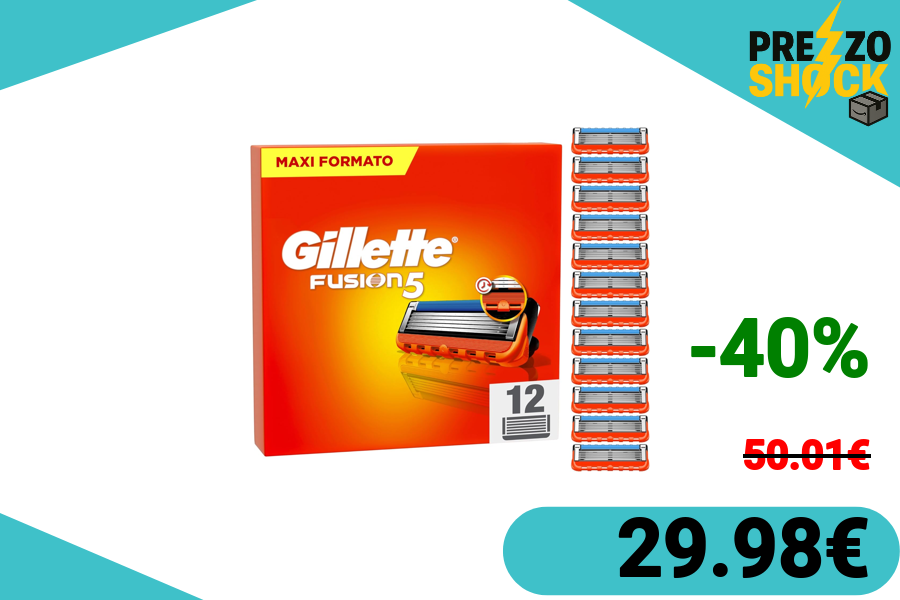 PREZZO
SHOCK
MAXI FORMATO
Gillette®
FUSION5
12
-40%
50.01€
29.98€